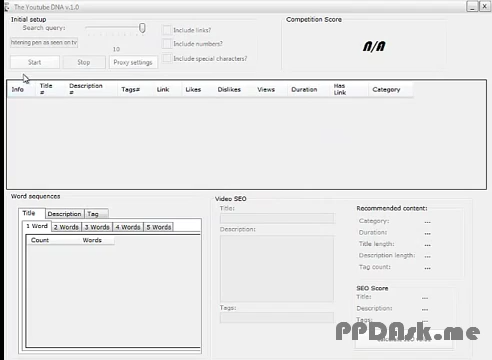 The Youtube DNA v.1.0
Initial setup
Search query:
htening pen as seen on tv
10
Include links?
Include numbers?
Include special characters?
Start
Stop
Proxy settings
Competition Score
N/A
Info
Title #
Description #
Tags#
Link
Likes
Dislikes
Views
Duration
Has Link
Category
Word sequences
Title
Description
Tag
1 Word
2 Words
3 Words
4 Words
5 Words
Count
Words
Video SEO
Title:
Description:
Tags:
Recommended content:
Category: ...
Duration: ...
Title length: ...
Description length: ...
Tag count: ...
SEO Score
Title: ...
Description: ...
Tags: ...
PPDAsk.me